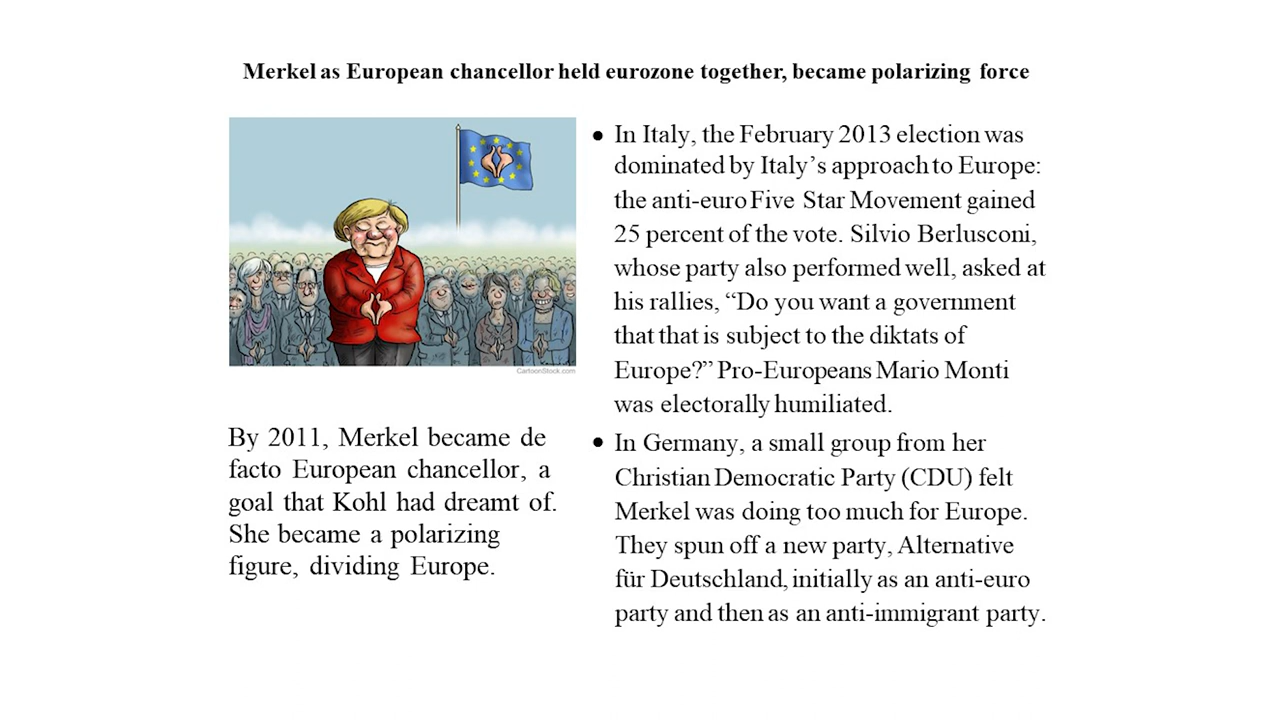 Merkel as European chancellor held eurozone together, became polarizing force
CartoonStock.com
By 2011, Merkel became de
facto European chancellor, a
goal that Kohl had dreamt of.
She became a polarizing
figure, dividing Europe.
• In Italy, the February 2013 election was
dominated by Italy’s approach to Europe:
the anti-euro Five Star Movement gained
25 percent of the vote. Silvio Berlusconi,
whose party also performed well, asked at
his rallies, “Do you want a government
that that is subject to the diktats of
Europe?” Pro-Europeans Mario Monti
was electorally humiliated.
• In Germany, a small group from her
Christian Democratic Party (CDU) felt
Merkel was doing too much for Europe.
They spun off a new party, Alternative
für Deutschland, initially as an anti-euro
party and then as an anti-immigrant party.